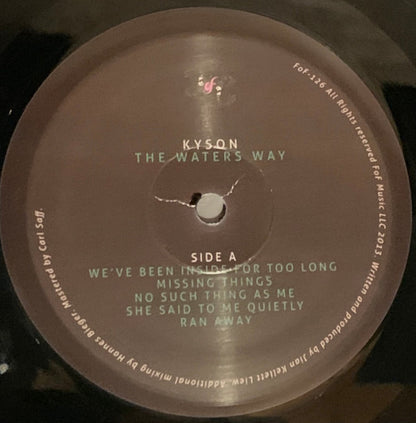 KYSON
THE WATERS WAY
SIDE A
WE'VE BEEN INSIDE FOR TOO LONG
MISSING THINGS
NO SUCH THING AS ME
SHE SAID TO ME QUIETLY
RAN AWAY
FoF-126 All Rights reserved FoF Music LLC 2013. Written and produced by Jian Kellett Liew. Additional mixing by Hannes Bieger. Mastered by Carl Saff.